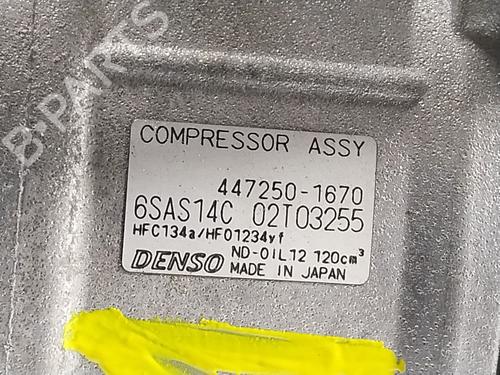 B-PARTS
COMPRESSOR ASSY
447250-1670
6SAS14C 02T03255
HFC134a/HFO1234yf
DENSO ND-OIL12 120cm³
MADE IN JAPAN